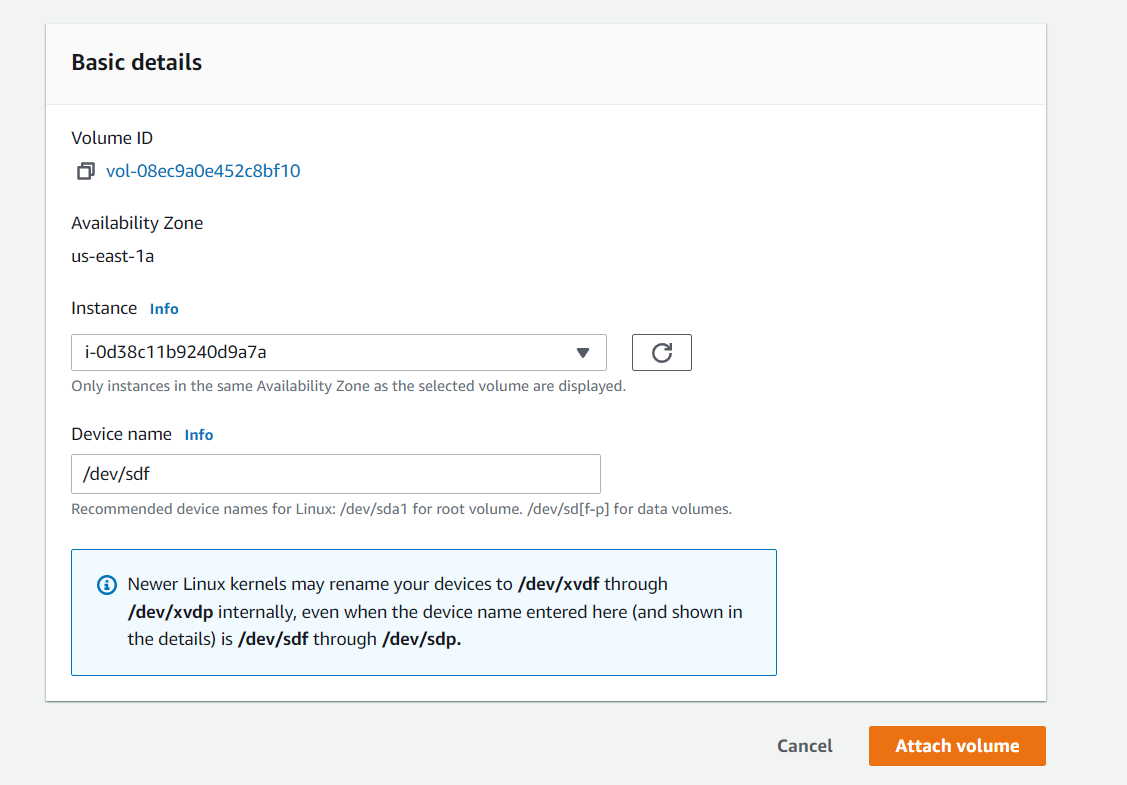 Basic details
Volume ID
vol-08ec9a0e452c8bf10
Availability Zone
us-east-1a
Instance Info
i-0d38c11b9240d9a7a
Only instances in the same Availability Zone as the selected volume are displayed.
Device name Info
/dev/sdf
Recommended device names for Linux: /dev/sda1 for root volume. /dev/sd[f-p] for data volumes.
Newer Linux kernels may rename your devices to /dev/xvdf through
/dev/xvdp internally, even when the device name entered here (and shown in
the details) is /dev/sdf through /dev/sdp.
Cancel Attach volume